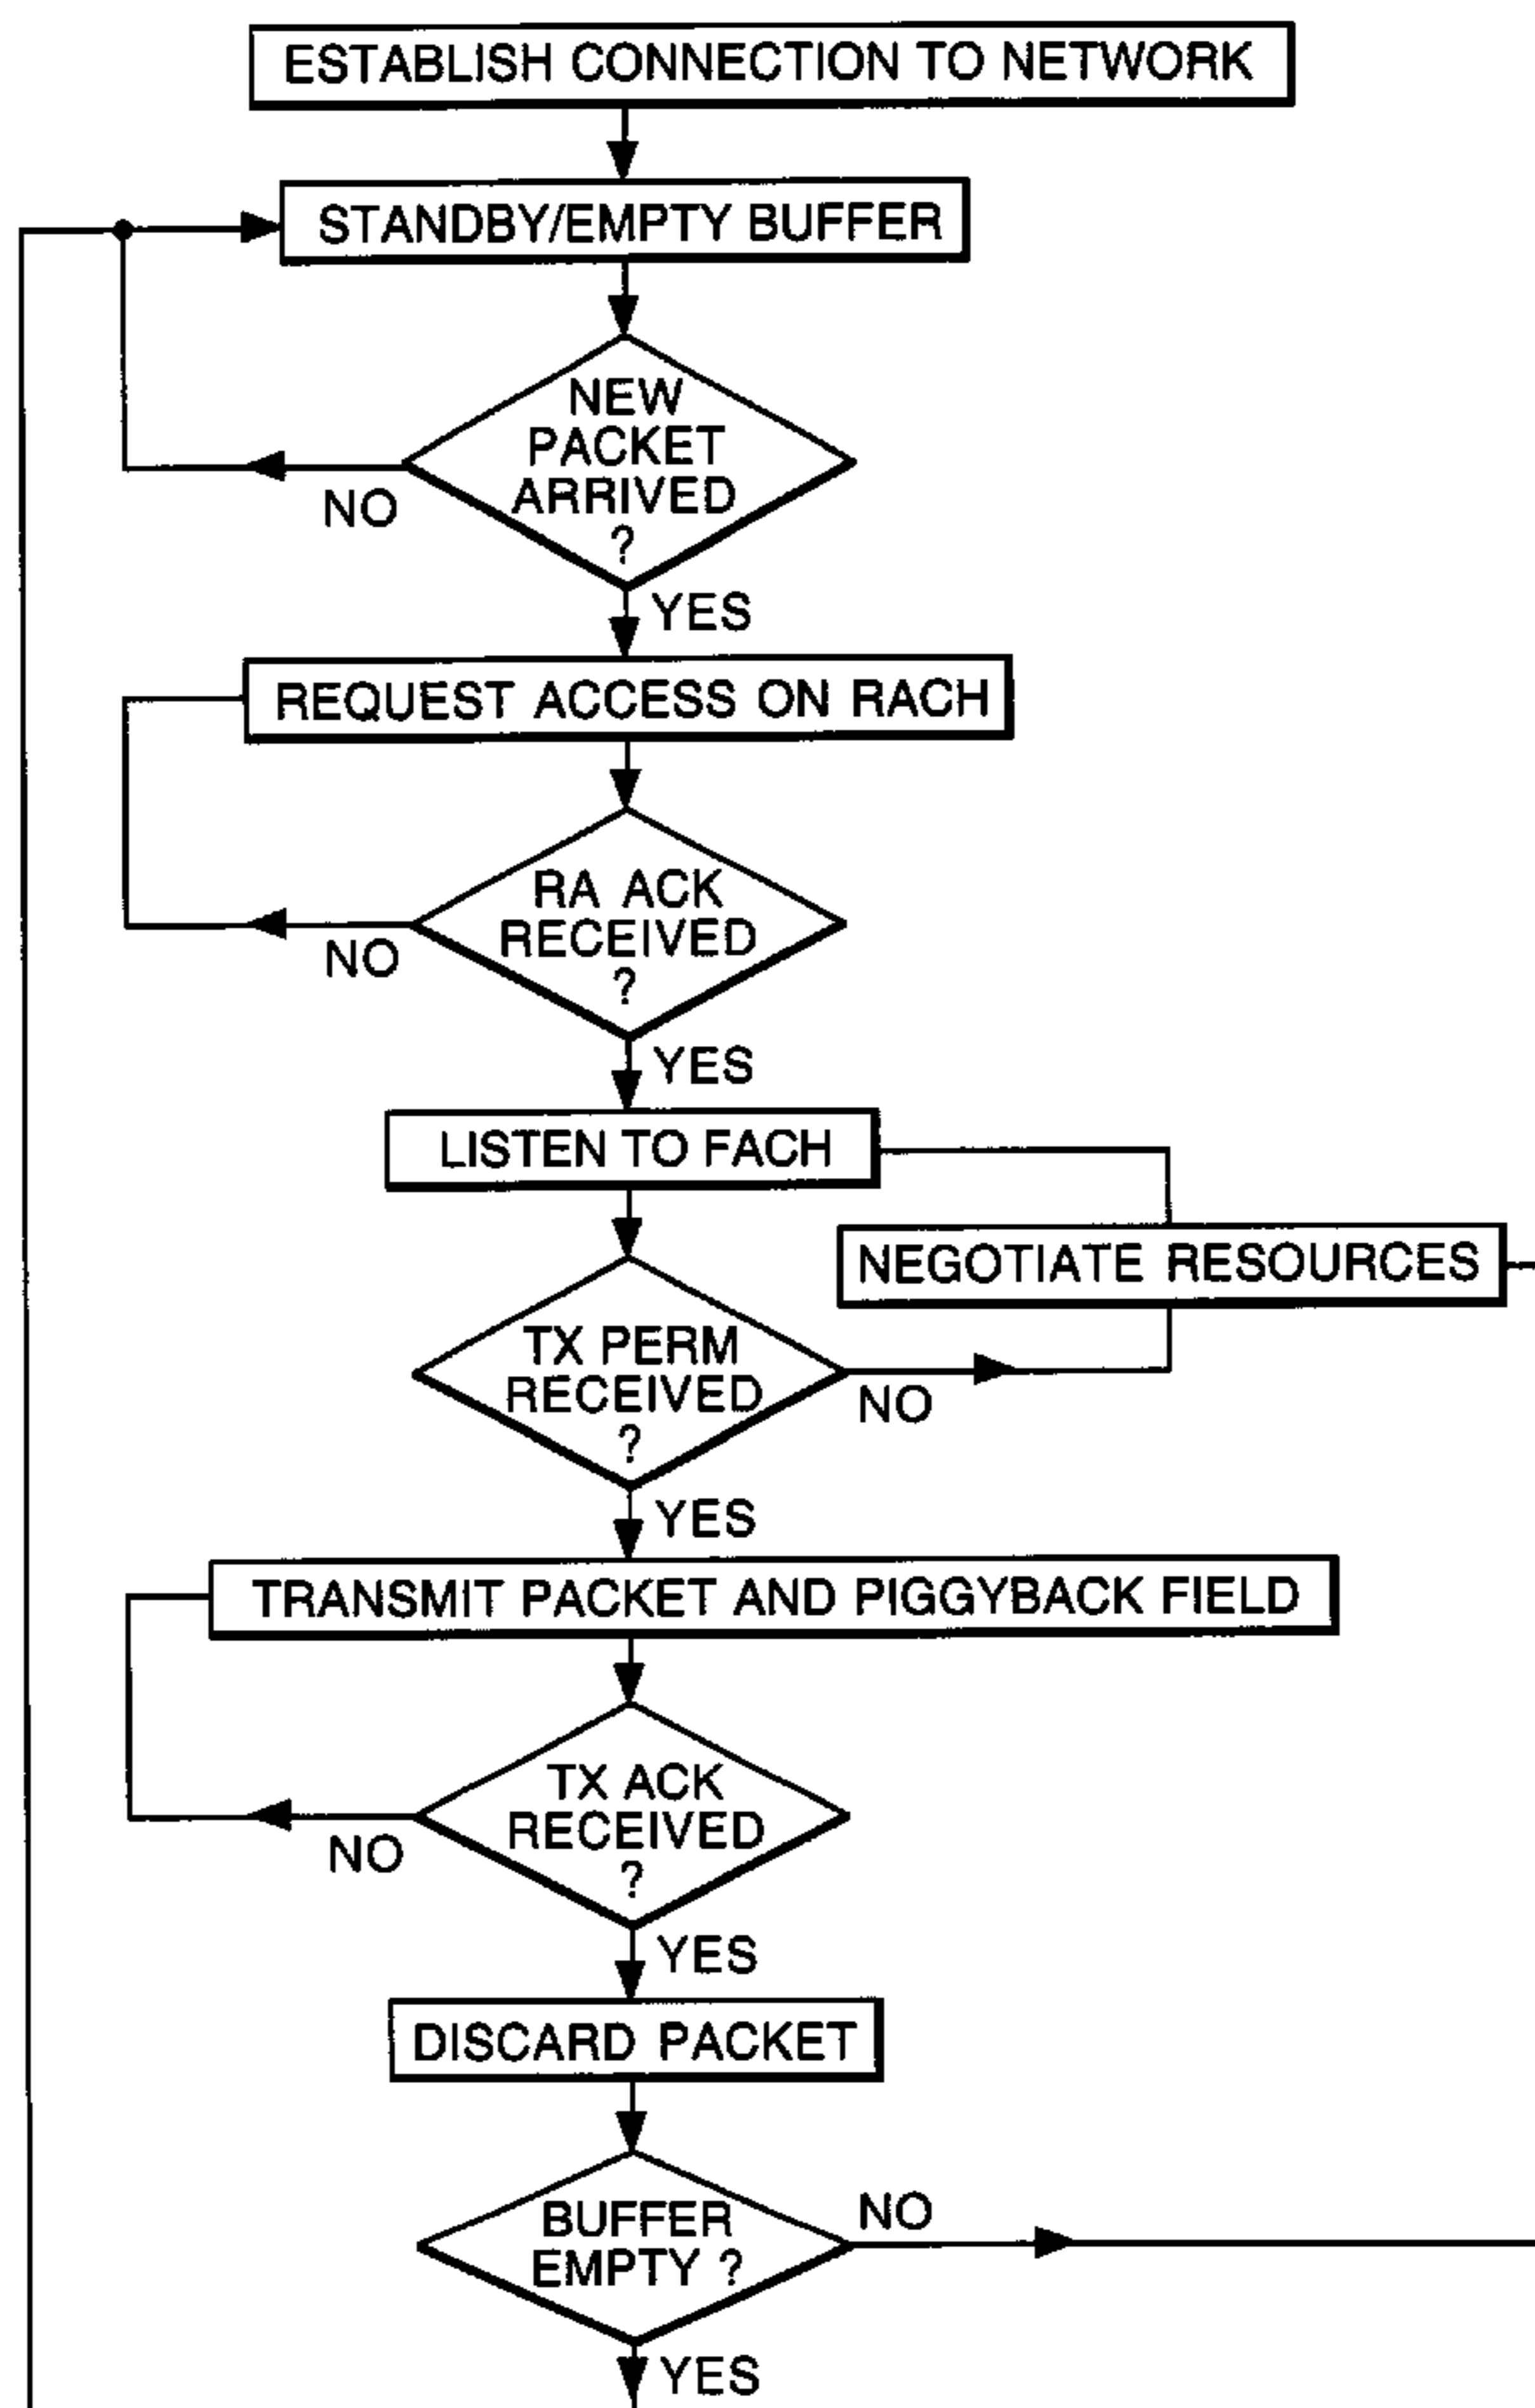 ESTABLISH CONNECTION TO NETWORK
STANDBY/EMPTY BUFFER
NEW
PACKET
ARRIVED
?
NO
YES
REQUEST ACCESS ON RACH
RA ACK
RECEIVED
?
NO
YES
LISTEN TO FACH
NEGOTIATE RESOURCES
TX PERM
RECEIVED
?
NO
YES
TRANSMIT PACKET AND PIGGYBACK FIELD
TX ACK
RECEIVED
?
NO
YES
DISCARD PACKET
BUFFER
EMPTY ?
NO
YES